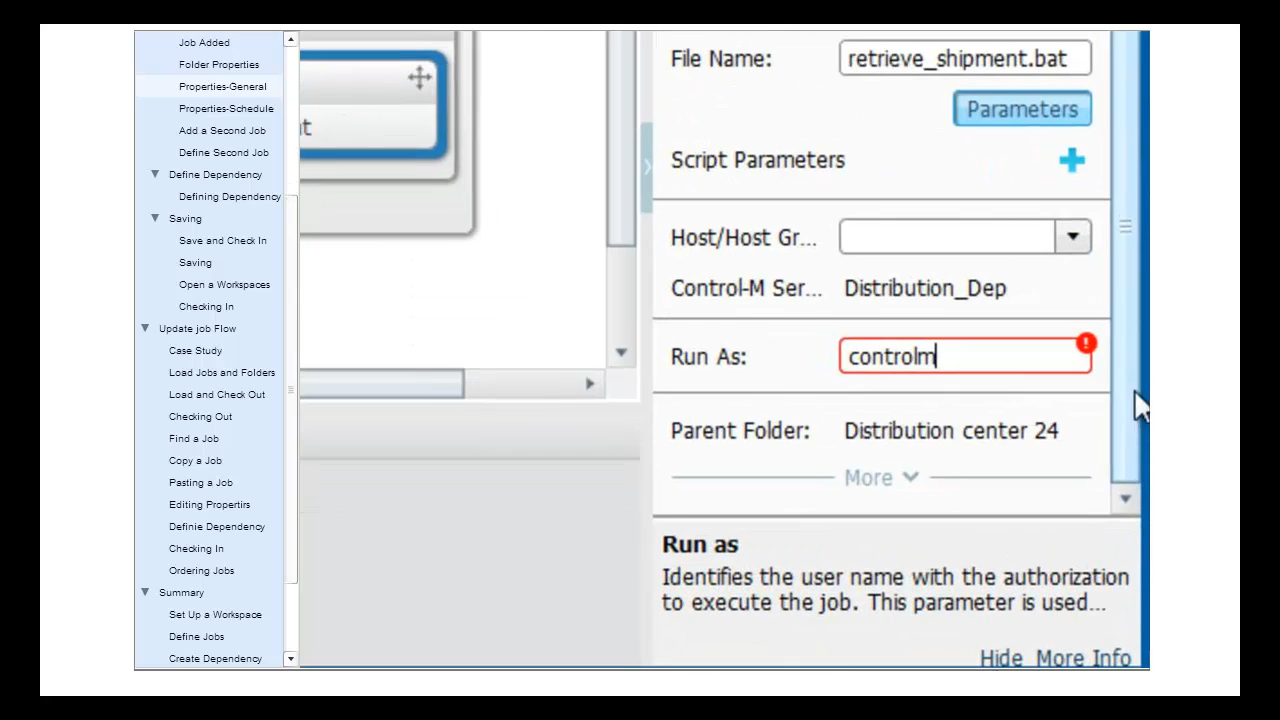 Job Added
Folder Properties
Properties-General
Properties-Schedule
Add a Second Job
Define Second Job
Define Dependency
Defining Dependency
Saving
Save and Check In
Saving
Open a Workspaces
Checking In
Update job Flow
Case Study
Load Jobs and Folders
Load and Check Out
Checking Out
Find a Job
Copy a Job
Pasting a Job
Editing Propertirs
Definie Dependency
Checking In
Ordering Jobs
Summary
Set Up a Workspace
Define Jobs
Create Dependency
t
File Name: retrieve_shipment.bat
Parameters
Script Parameters
Host/Host Gr...
Control-M Ser... Distribution_Dep
Run As: controlm
Parent Folder: Distribution center 24
More
Run as
Identifies the user name with the authorization
to execute the job. This parameter is used...
Hide More Info